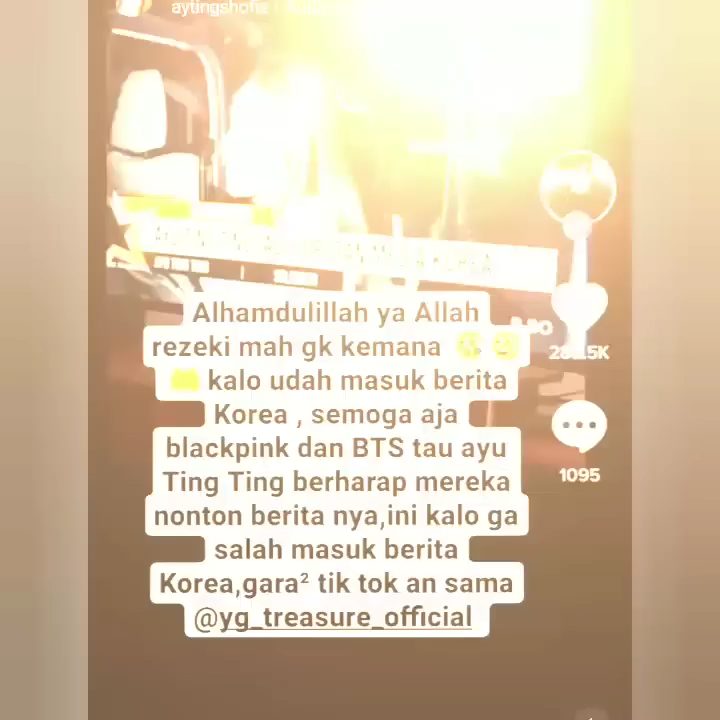 aytingshofia
Alhamdulillah ya Allah
rezeki mah gk kemana
kalo udah masuk berita
Korea , semoga aja
blackpink dan BTS tau ayu
Ting Ting berharap mereka
nonton berita nya,ini kalo ga
salah masuk berita
Korea,gara² tik tok an sama
@yg_treasure_official
1095